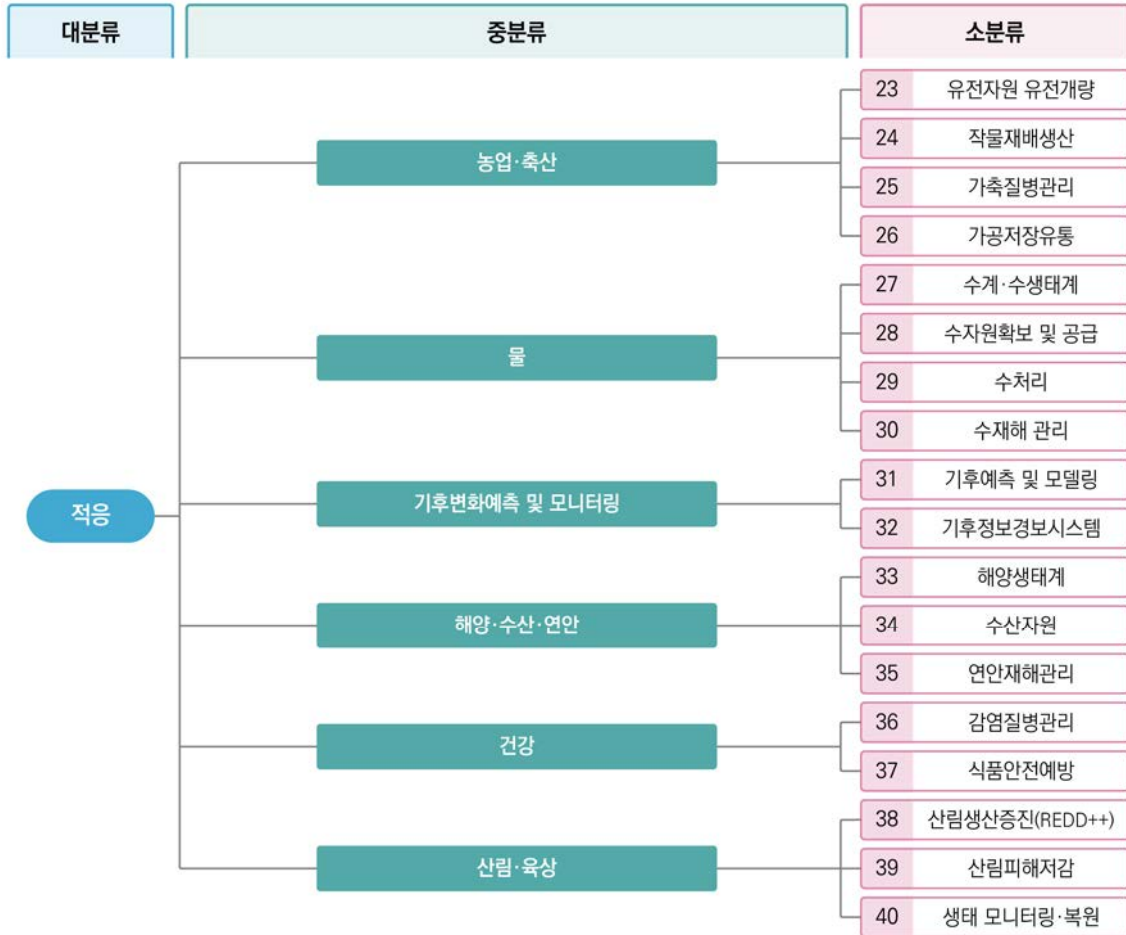 대분류
중분류
소분류
적응
농업·축산
23 유전자원 유전개량
24 작물재배생산
25 가축질병관리
26 가공저장유통
물
27 수계·수생태계
28 수자원확보 및 공급
29 수처리
30 수재해 관리
기후변화예측 및 모니터링
31 기후예측 및 모델링
32 기후정보경보시스템
해양·수산·연안
33 해양생태계
34 수산자원
35 연안재해관리
건강
36 감염질병관리
37 식품안전예방
산림·육상
38 산림생산증진(REDD++)
39 산림피해저감
40 생태 모니터링·복원